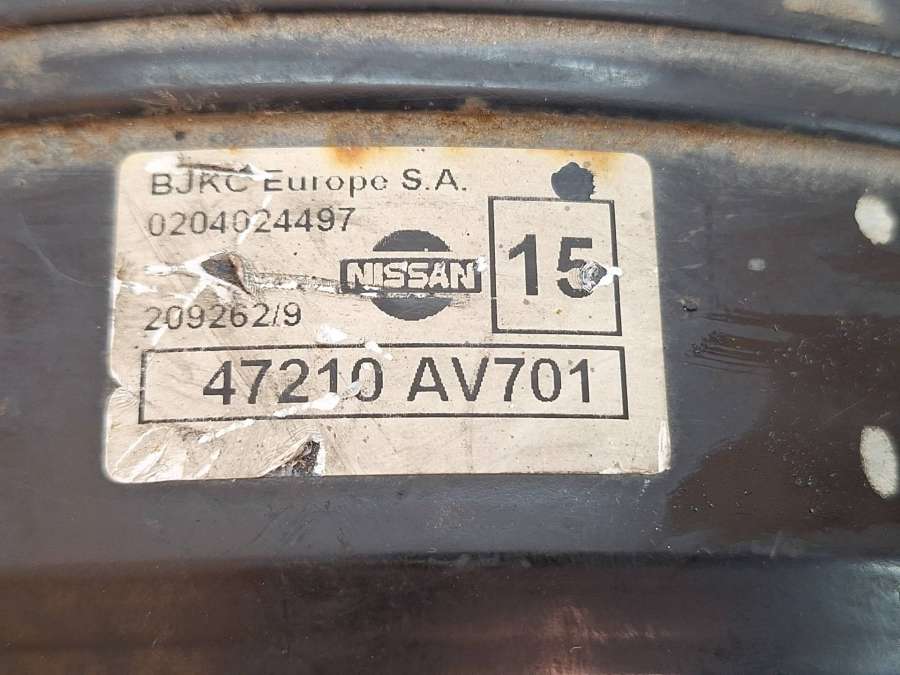 BJKC Europe S.A.
0204024497
NISSAN
15
209262/9
47210 AV701